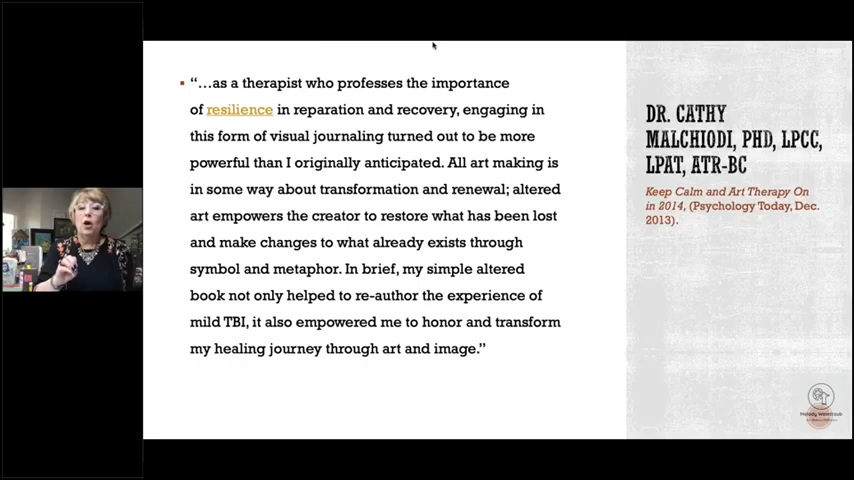 ▪ “…as a therapist who professes the importance
of resilience in reparation and recovery, engaging in
this form of visual journaling turned out to be more
powerful than I originally anticipated. All art making is
in some way about transformation and renewal; altered
art empowers the creator to restore what has been lost
and make changes to what already exists through
symbol and metaphor. In brief, my simple altered
book not only helped to re-author the experience of
mild TBI, it also empowered me to honor and transform
my healing journey through art and image.”
DR. CATHY
MALCHIODI, PHD, LPCC,
LPAT, ATR-BC
Keep Calm and Art Therapy On
in 2014, (Psychology Today, Dec.
2013).
Melody Weintraub